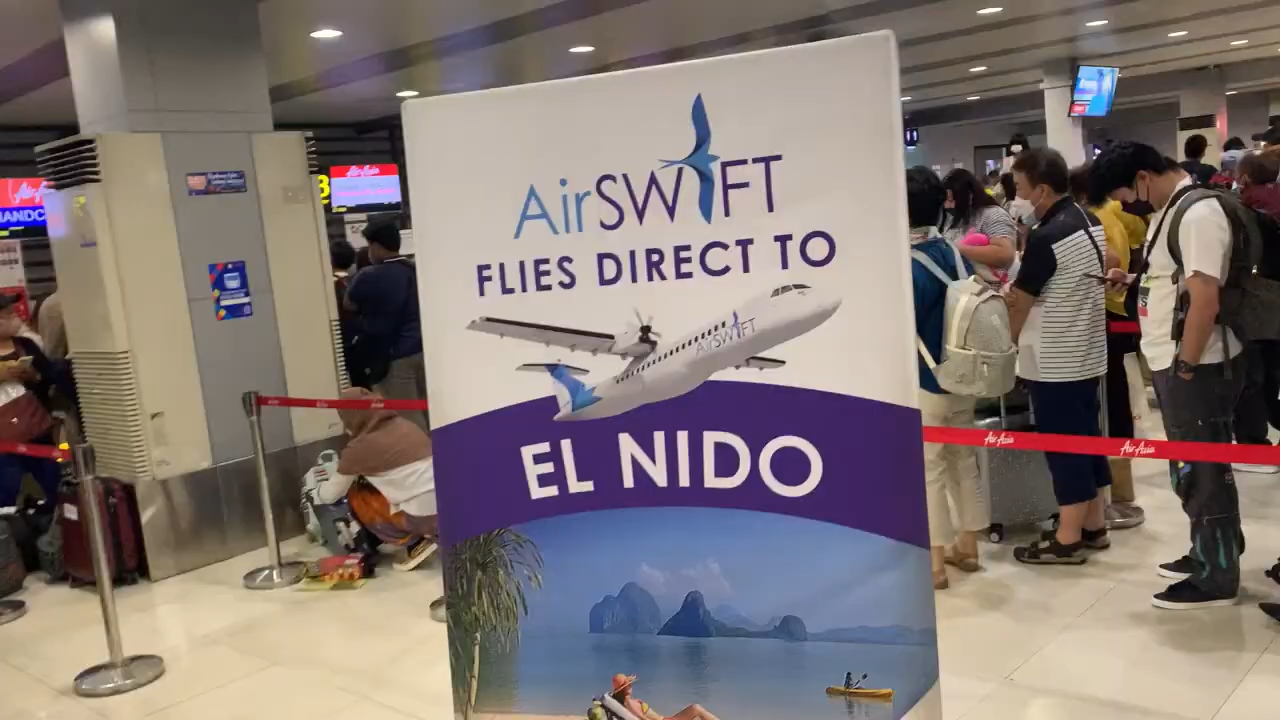 AirSWIFT
FLIES DIRECT TO
AirSWIFT
EL NIDO
AirAsia
AirAsia